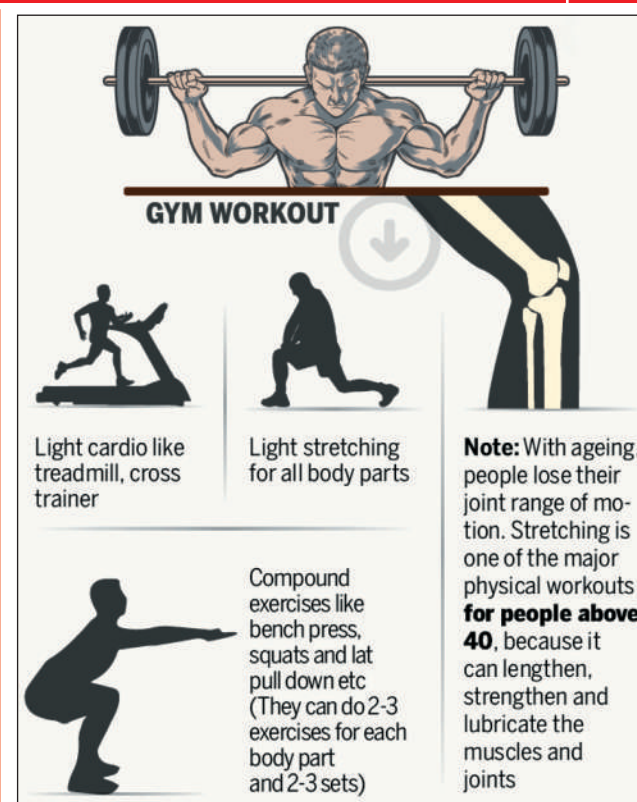 GYM WORKOUT
Light cardio like
treadmill, cross
trainer
Light stretching
for all body parts
Compound
exercises like
bench press,
squats and lat
pull down etc
(They can do 2-3
exercises for each
body part
and 2-3 sets)
Note: With ageing,
people lose their
joint range of mo-
tion. Stretching is
one of the major
physical workouts
for people above
40, because it
can lengthen,
strengthen and
lubricate the
muscles and
joints